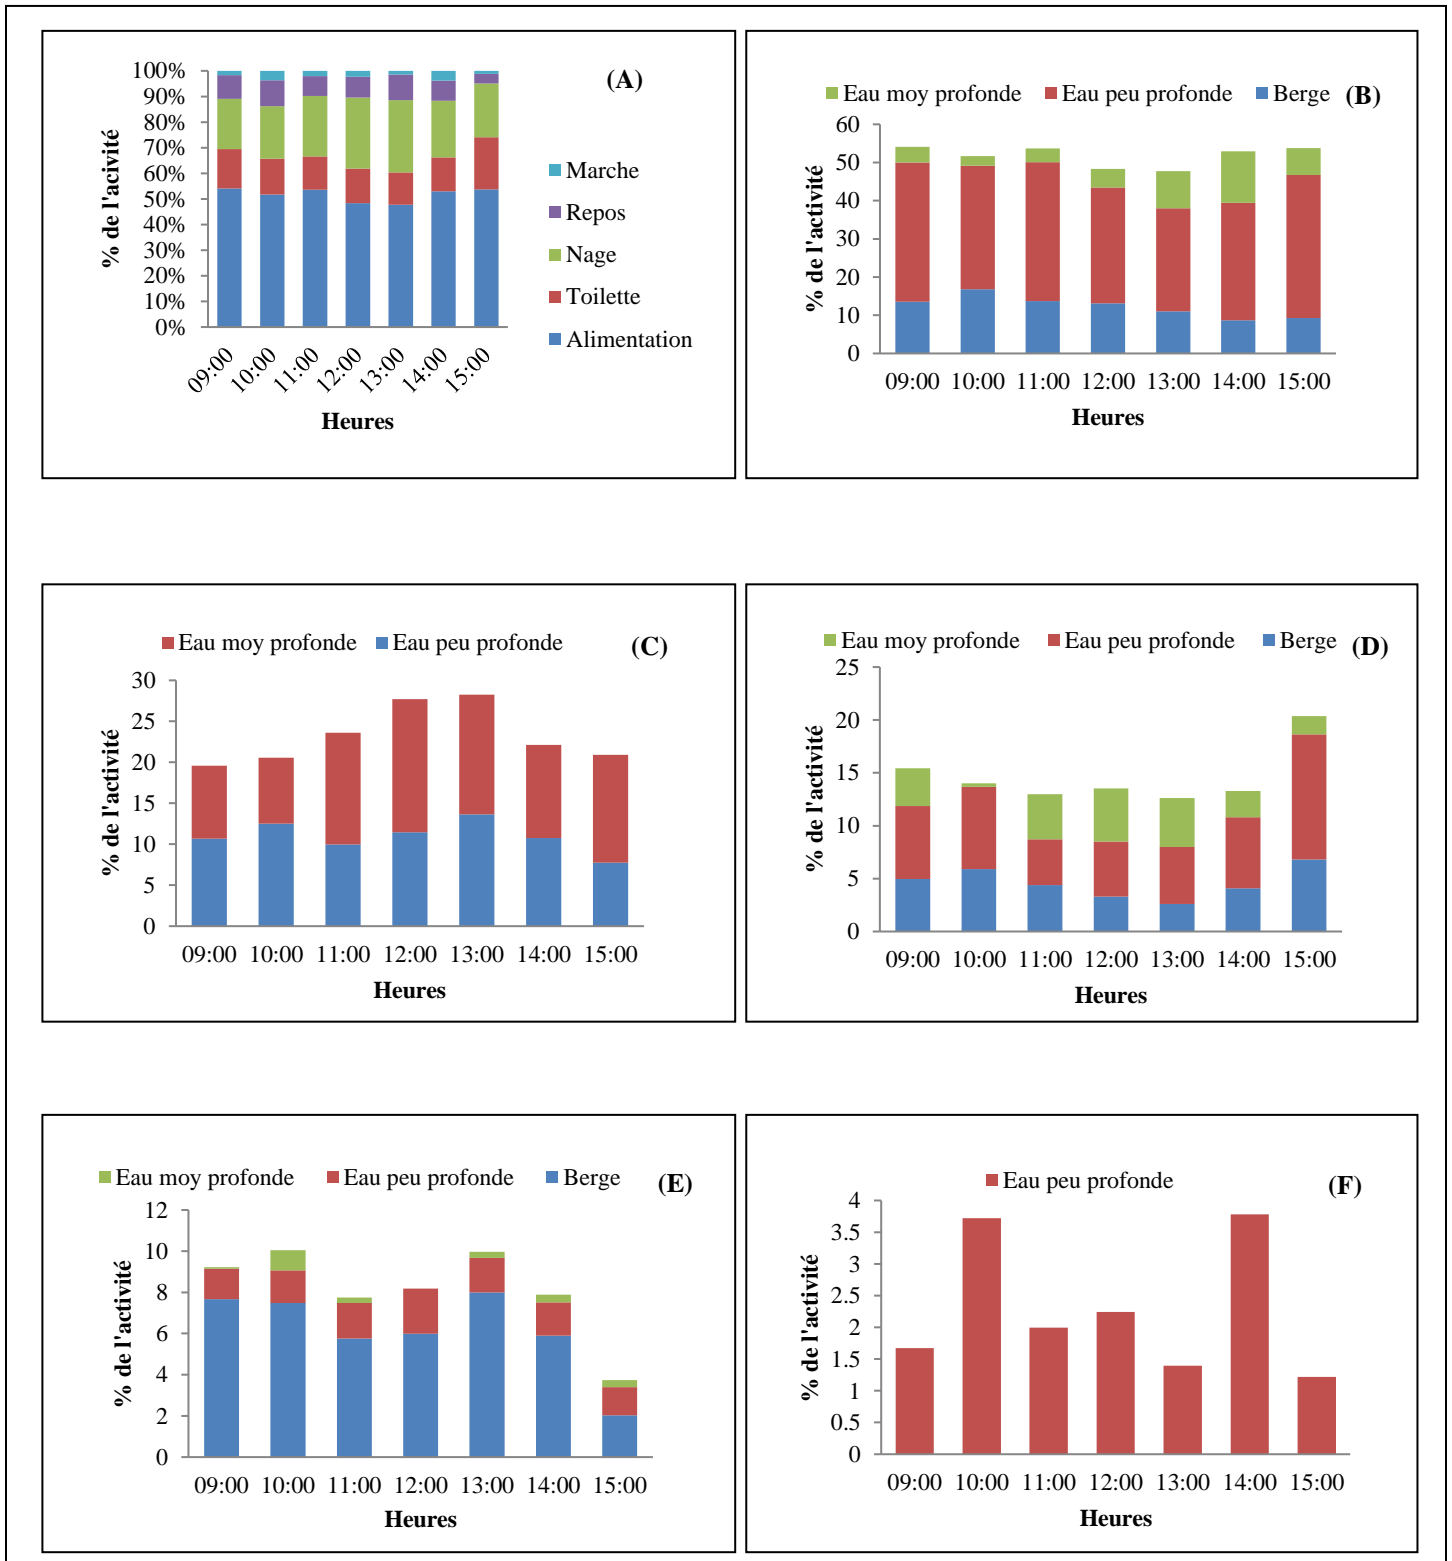 (A)
100%
90%
80%
70%
60%
50%
40%
30%
20%
10%
0%
% de l'acivité
09:00 10:00 11:00 12:00 13:00 14:00 15:00
Heures
Marche
Repos
Nage
Toilette
Alimentation
Eau moy profonde Eau peu profonde Berge (B)
60
50
40
30
20
10
0
% de l'activité
09:00 10:00 11:00 12:00 13:00 14:00 15:00
Heures
Eau moy profonde Eau peu profonde (C)
30
25
20
15
10
5
0
% de l'activité
09:00 10:00 11:00 12:00 13:00 14:00 15:00
Heures
Eau moy profonde Eau peu profonde Berge (D)
25
20
15
10
5
0
% de l'activité
09:00 10:00 11:00 12:00 13:00 14:00 15:00
Heures
Eau moy profonde Eau peu profonde Berge (E)
12
10
8
6
4
2
0
% de l'activité
09:00 10:00 11:00 12:00 13:00 14:00 15:00
Heures
Eau peu profonde (F)
4
3.5
3
2.5
2
1.5
1
0.5
0
% de l'activité
09:00 10:00 11:00 12:00 13:00 14:00 15:00
Heures